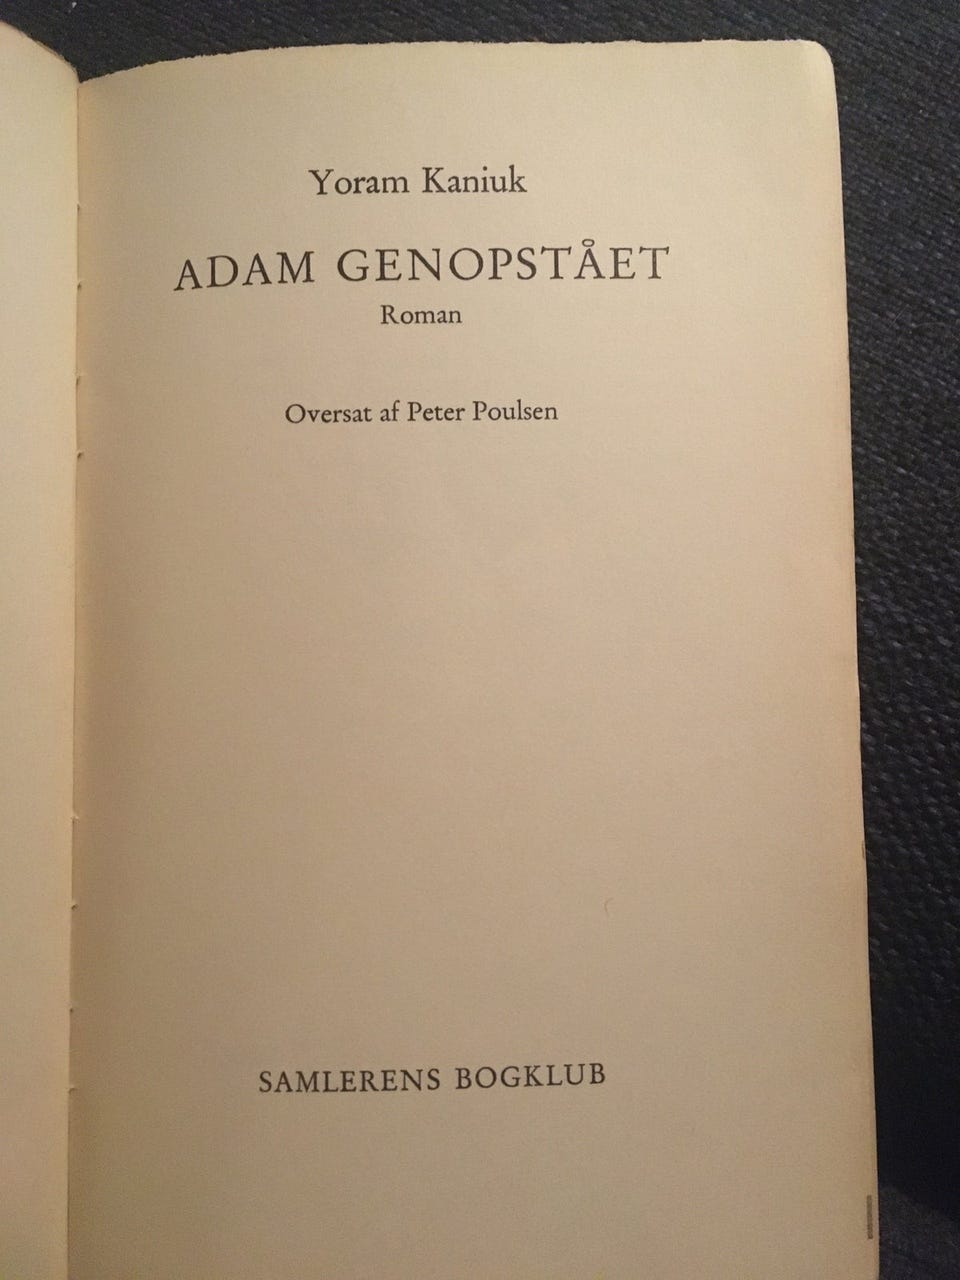 Yoram Kaniuk
ADAM GENOPSTÅET
Roman
Oversat af Peter Poulsen
SAMLERENS BOGKLUB